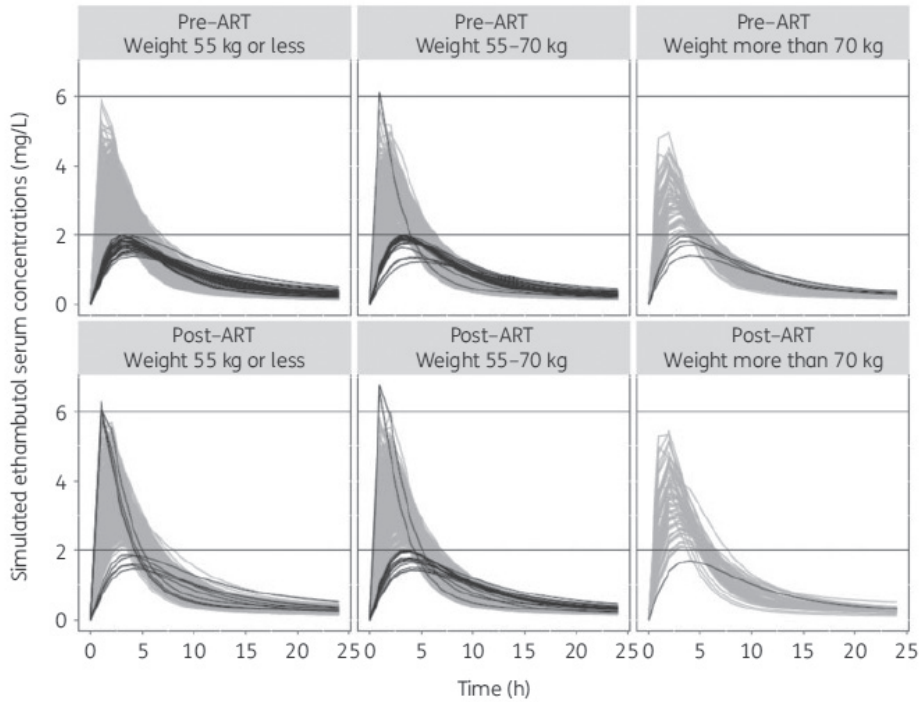 Pre–ART
Weight 55 kg or less
Pre–ART
Weight 55–70 kg
Pre–ART
Weight more than 70 kg
Simulated ethambutol serum concentrations (mg/L)
6
4
2
0
Post–ART
Weight 55 kg or less
Post–ART
Weight 55–70 kg
Post–ART
Weight more than 70 kg
6
4
2
0
0 5 10 15 20 25 0 5 10 15 20 25 0 5 10 15 20 25
Time (h)